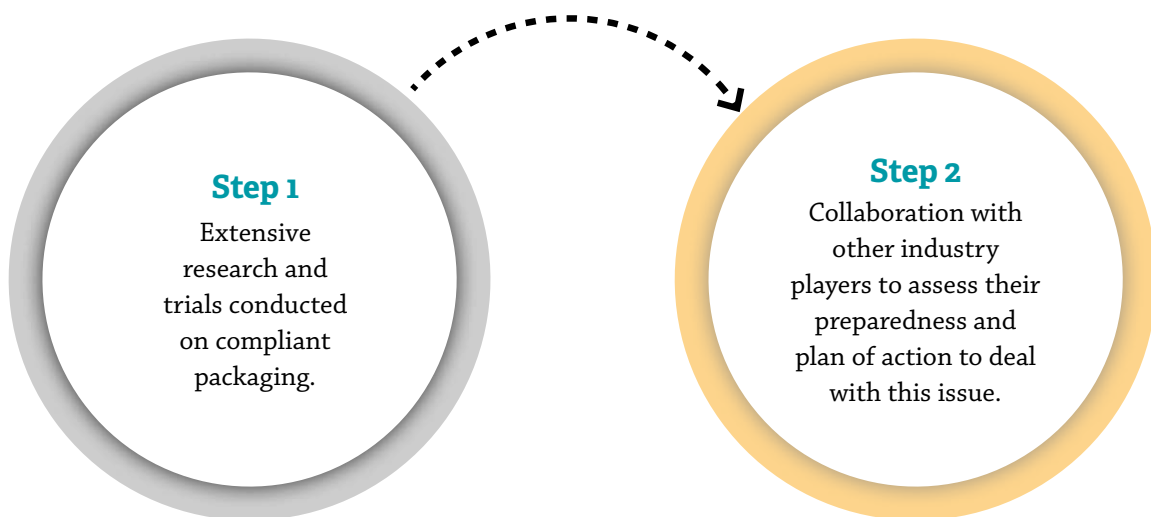 Step 1
Extensive
research and
trials conducted
on compliant
packaging.
Step 2
Collaboration with
other industry
players to assess their
preparedness and
plan of action to deal
with this issue.